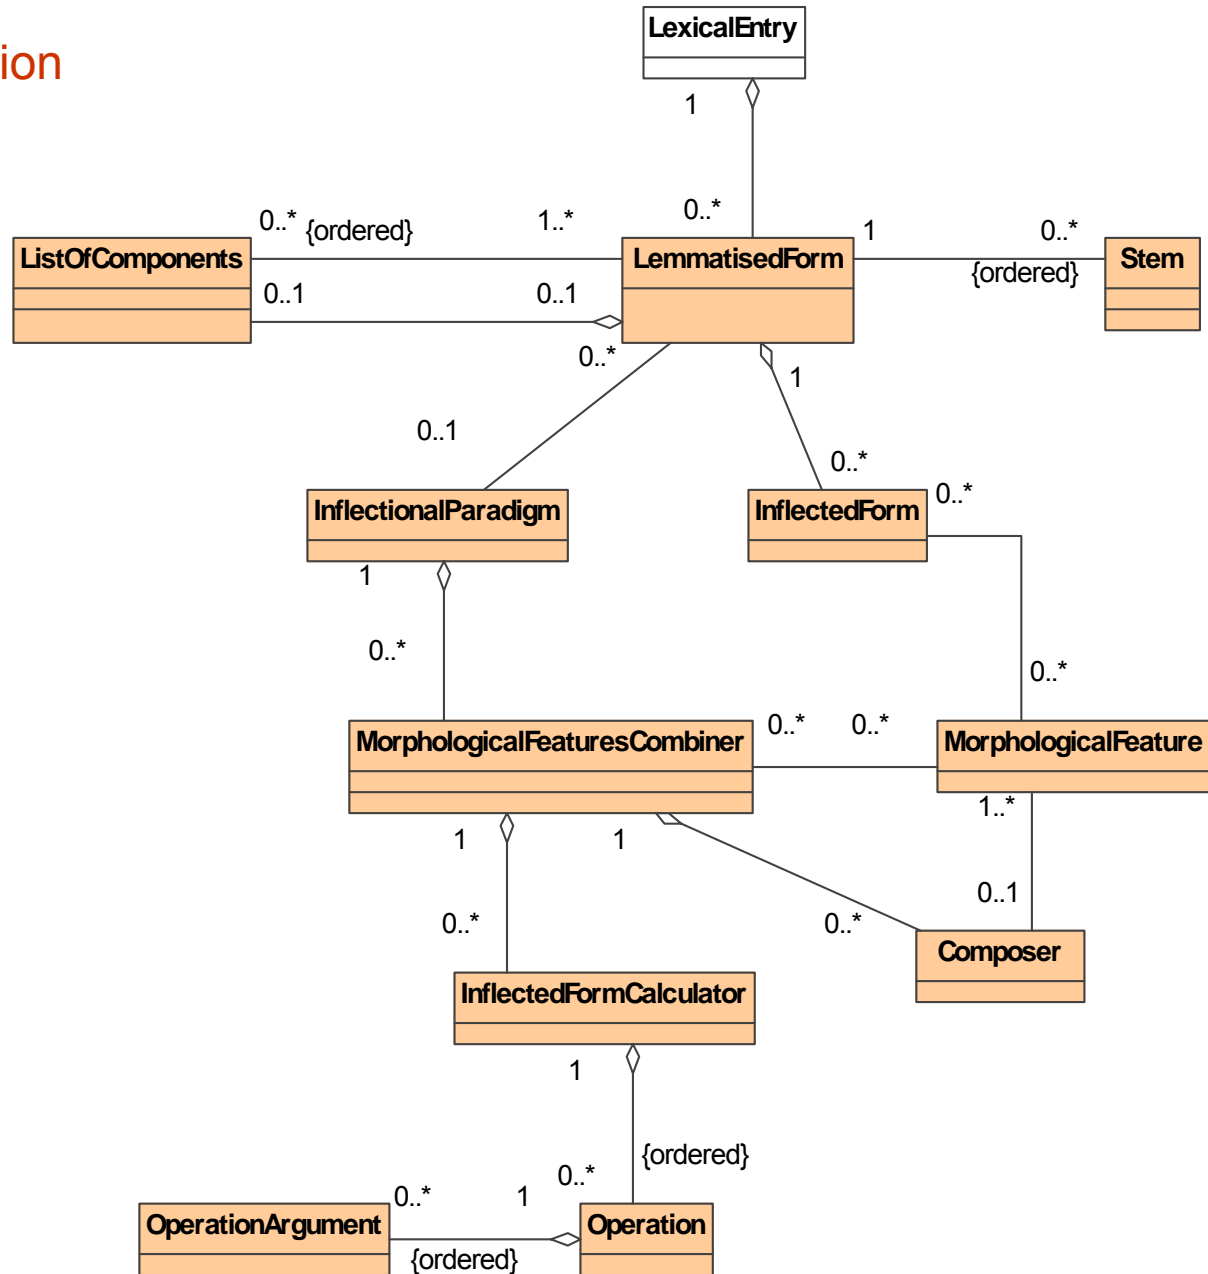 LexicalEntry
ion
1
0..*
{ordered}
1..*
0..*
1
0..*
ListOfComponents
LemmatisedForm
{ordered}
Stem
0..1
0..1
0..*
1
0..1
0..*
InflectionalParadigm
InflectedForm
0..*
1
0..*
0..*
MorphologicalFeaturesCombiner
0..*
0..*
MorphologicalFeature
1
1
1..*
0..*
0..*
0..1
Composer
InflectedFormCalculator
1
{ordered}
0..*
1
0..*
OperationArgument
{ordered}
Operation